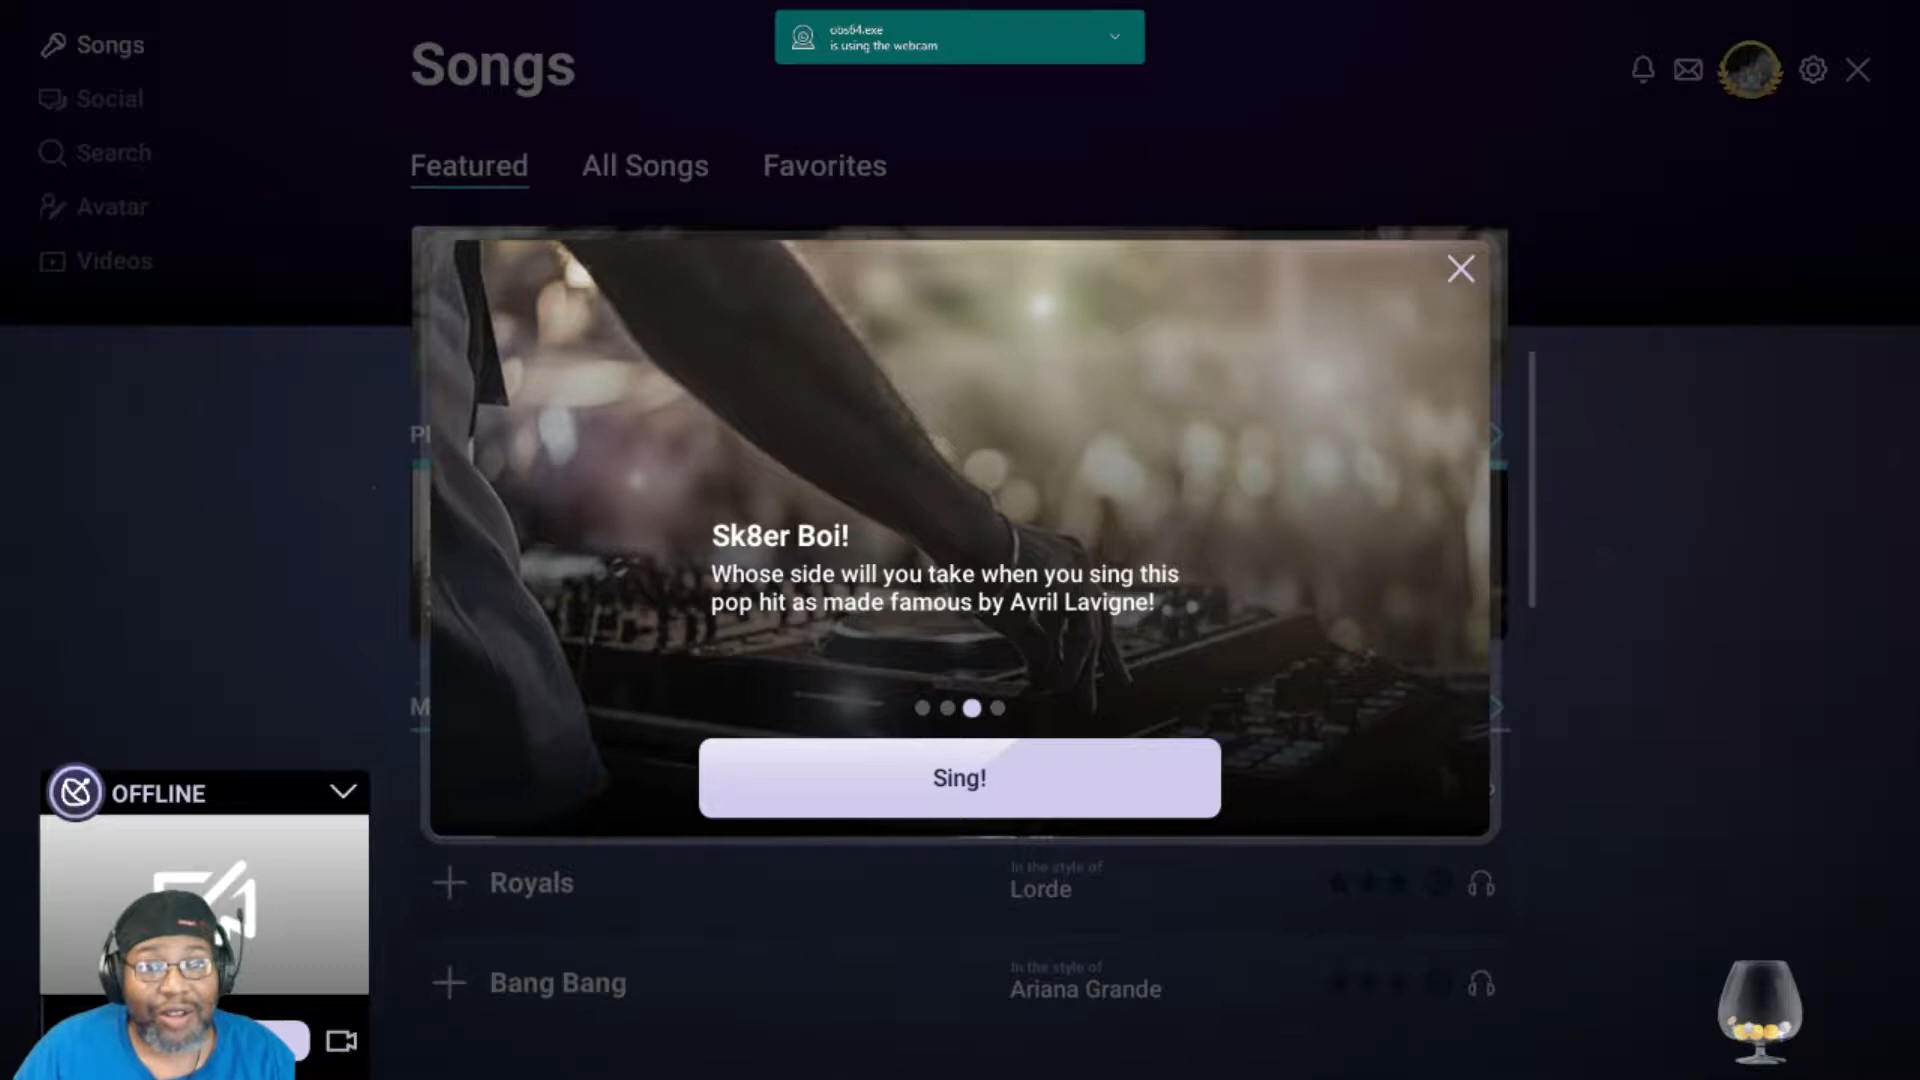 Songs
Social
Search
Avatar
Videos
Songs
obs64.exe
is using the webcam
Featured
All Songs
Favorites
Pl
Sk8er Boi!
Whose side will you take when you sing this
pop hit as made famous by Avril Lavigne!
M
Sing!
OFFLINE
Royals
In the style of
Lorde
Bang Bang
In the style of
Ariana Grande